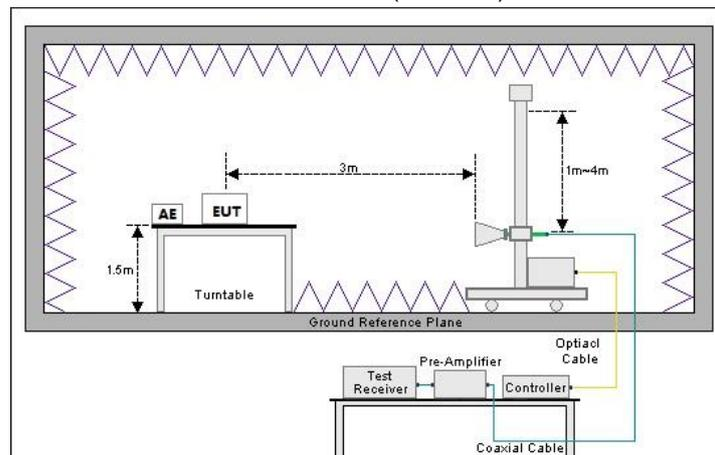 3m
1m~4m
AE
EUT
1.5m
Turntable
Ground Reference Plane
Optiacl
Cable
Pre-Amplifier
Test
Receiver
Controller
Coaxial Cable